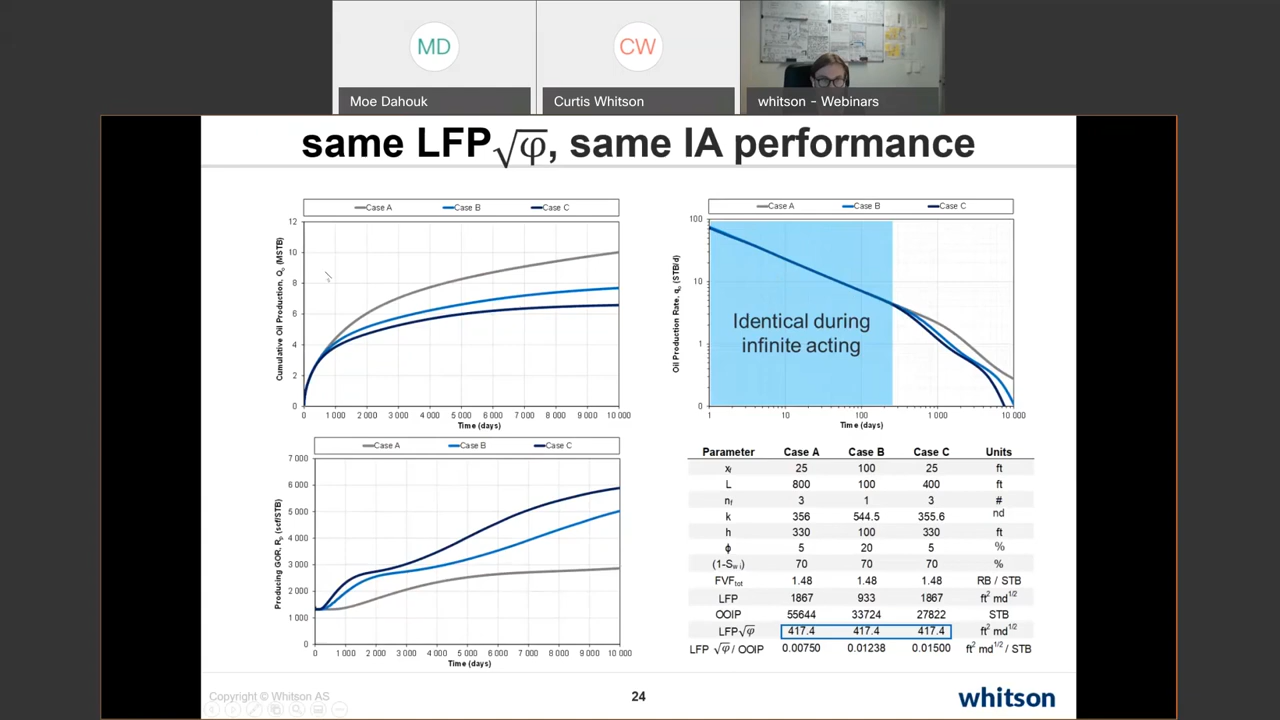 MD
CW
Moe Dahouk
Curtis Whitson
whitson - Webinars
same LFP√φ, same IA performance
Case A Case B Case C
Cumulative Oil Production, Qo (MSTB)
12
10
8
6
4
2
0
0 1 000 2 000 3 000 4 000 5 000 6 000 7 000 8 000 9 000 10 000
Time (days)
Case A Case B Case C
Oil Production Rate, qo (STB/d)
100
10
1
0
Identical during
infinite acting
1 10 100 1 000 10 000
Time (days)
Case A Case B Case C
Producing GOR, Rp (scf/STB)
7 000
6 000
5 000
4 000
3 000
2 000
1 000
0
0 1 000 2 000 3 000 4 000 5 000 6 000 7 000 8 000 9 000 10 000
Time (days)
Parameter Case A Case B Case C Units
xf 25 100 25 ft
L 800 100 400 ft
nf 3 1 3 #
k 356 544.5 355.6 nd
h 330 100 330 ft
ϕ 5 20 5 %
(1-Swi) 70 70 70 %
FVFtot 1.48 1.48 1.48 RB / STB
LFP 1867 933 1867 ft² md^1/2
OOIP 55644 33724 27822 STB
LFP√φ 417.4 417.4 417.4 ft² md^1/2
LFP √φ / OOIP 0.00750 0.01238 0.01500 ft² md^1/2 / STB
Copyright © Whitson AS
24
whitson